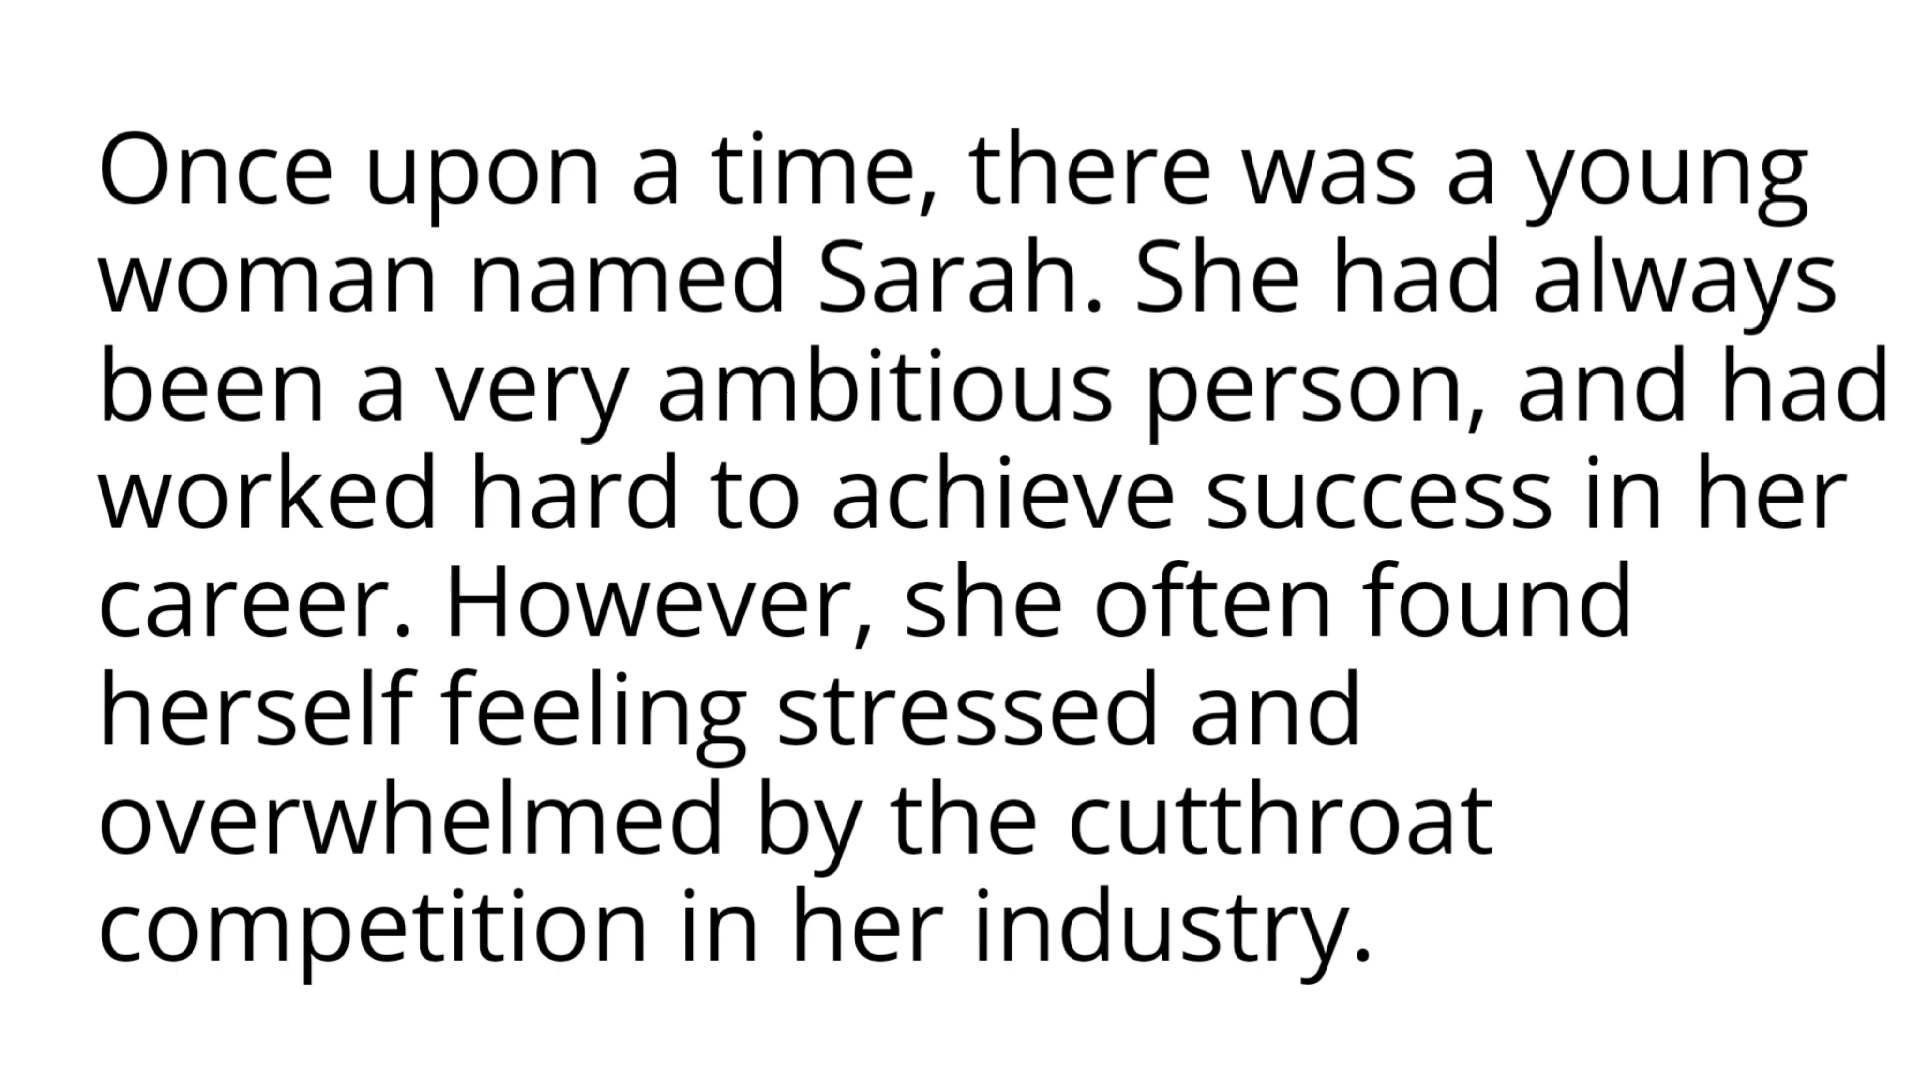 Once upon a time, there was a young
woman named Sarah. She had always
been a very ambitious person, and had
worked hard to achieve success in her
career. However, she often found
herself feeling stressed and
overwhelmed by the cutthroat
competition in her industry.